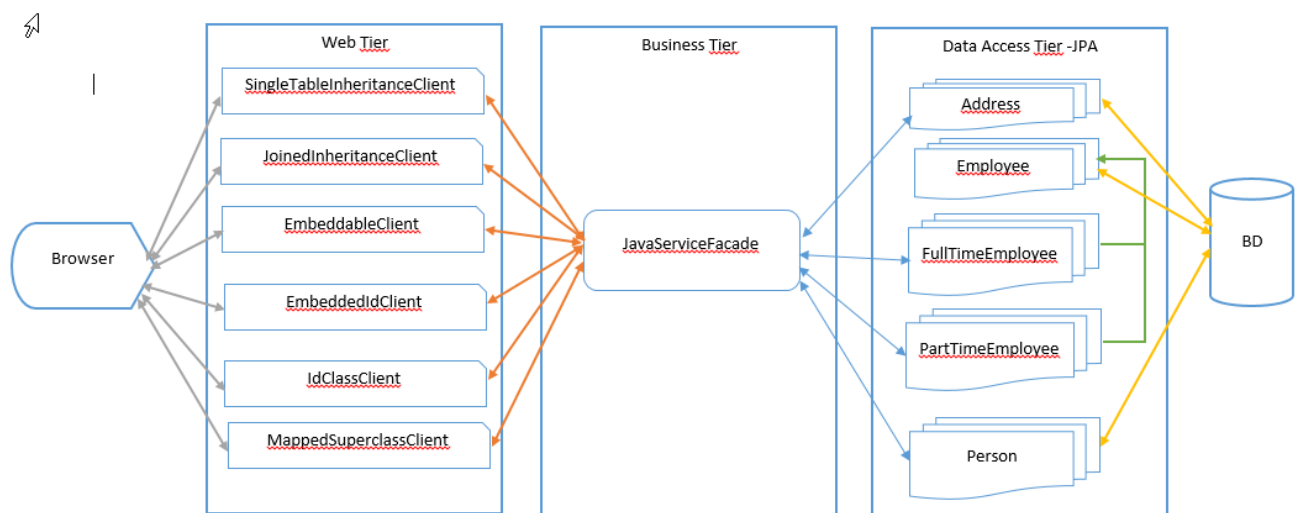 Web Tier
Business Tier
Data Access Tier -JPA
SingleTableInheritanceClient
JoinedInheritanceClient
EmbeddableClient
EmbeddedIdClient
IdClassClient
MappedSuperclassClient
Browser
JavaServiceFacade
Address
Employee
FullTimeEmployee
PartTimeEmployee
Person
BD